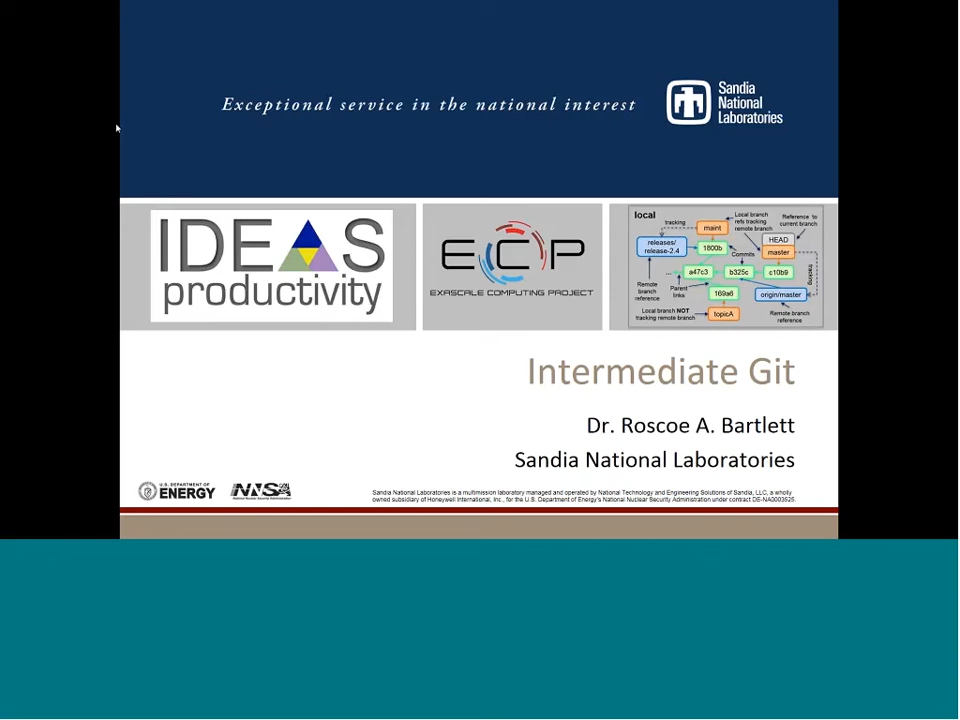 Exceptional service in the national interest
Sandia
National
Laboratories
IDEAS
productivity
ECP
EXASCALE COMPUTING PROJECT
local
tracking
maint
Local branch
refs tracking
remote branch
Reference to
current branch
releases/
release-2.4
1800b
HEAD
master
Commits
...
a47c3
b325c
c10b9
tracking
Remote
branch
reference
Parent
links
169a6
origin/master
Local branch NOT
tracking remote branch
topicA
Remote branch
reference
Intermediate Git
Dr. Roscoe A. Bartlett
Sandia National Laboratories
U.S. DEPARTMENT OF
ENERGY
NNSA
Sandia National Laboratories is a multimission laboratory managed and operated by National Technology and Engineering Solutions of Sandia, LLC, a wholly
owned subsidiary of Honeywell International, Inc., for the U.S. Department of Energy's National Nuclear Security Administration under contract DE-NA0003525.